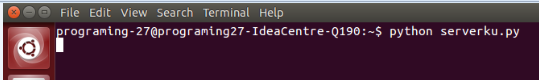 File Edit View Search Terminal Help
programing-27@programing27-IdeaCentre-Q190:~$ python serverku.py